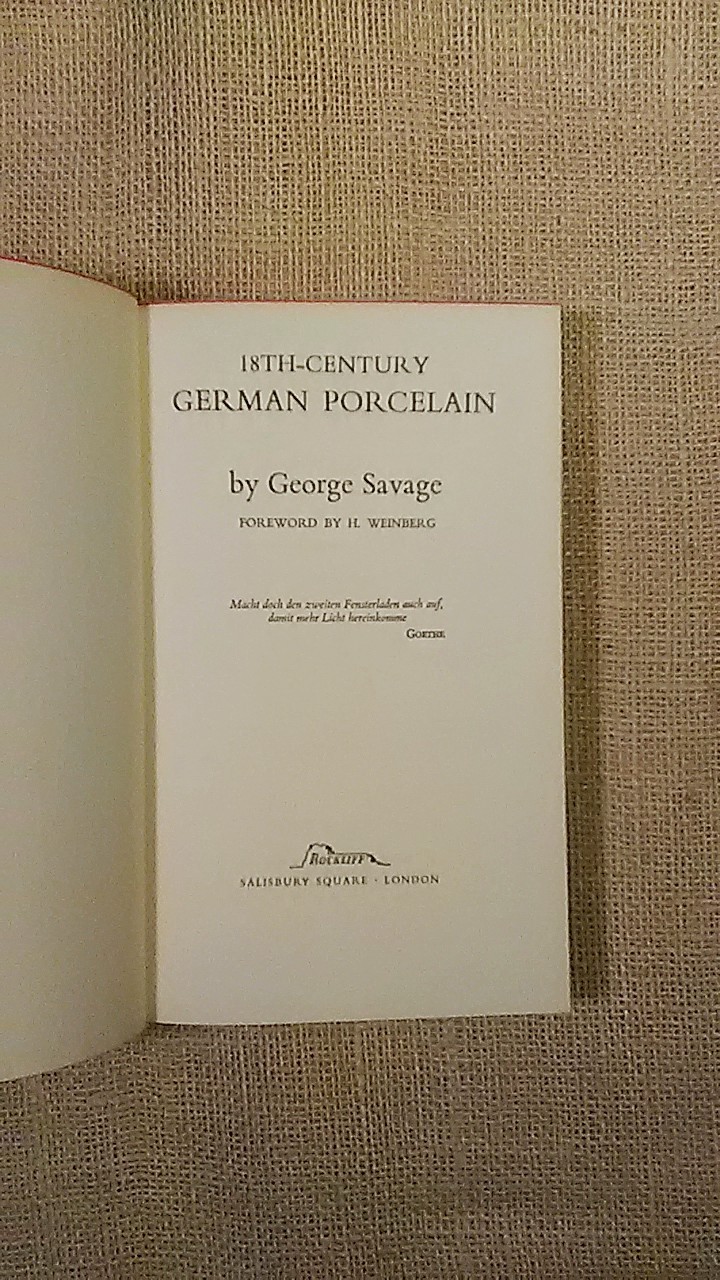 18TH-CENTURY
GERMAN PORCELAIN
by George Savage
FOREWORD BY H. WEINBERG
Macht doch den zweiten Fensterladen auch auf,
damit mehr Licht hereinkomme
GOETHE
ROCKLIFF
SALISBURY SQUARE · LONDON